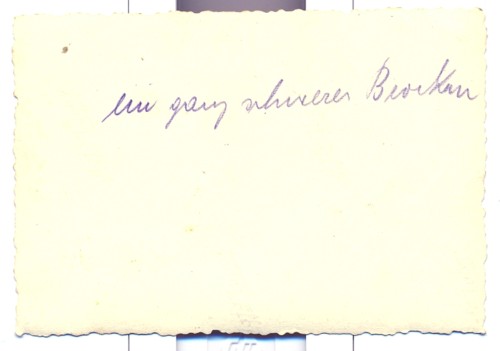 ein ganz schwerer Brocken